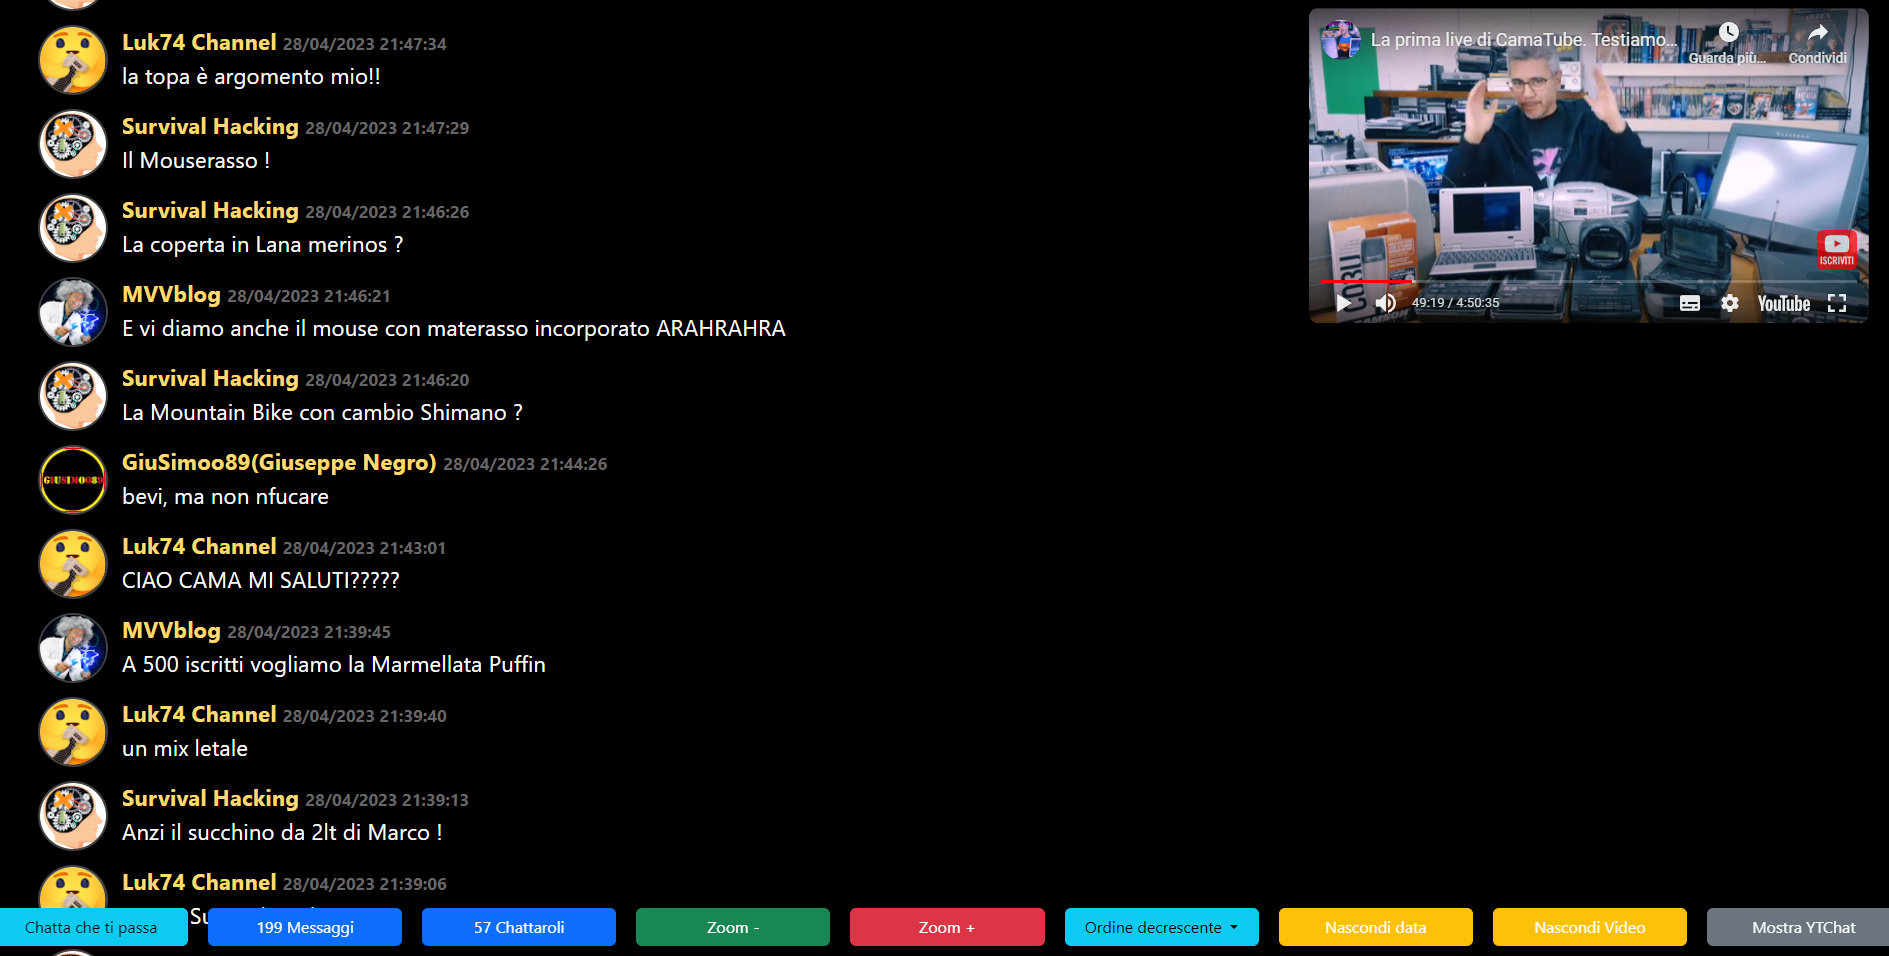 Luk74 Channel 28/04/2023 21:47:34
la topa è argomento mio!!
Survival Hacking 28/04/2023 21:47:29
Il Mouserasso !
Survival Hacking 28/04/2023 21:46:26
La coperta in Lana merinos ?
MVVblog 28/04/2023 21:46:21
E vi diamo anche il mouse con materasso incorporato ARAHRAHRA
Survival Hacking 28/04/2023 21:46:20
La Mountain Bike con cambio Shimano ?
GIUSIMOO89
GiuSimoo89(Giuseppe Negro) 28/04/2023 21:44:26
bevi, ma non nfucare
Luk74 Channel 28/04/2023 21:43:01
CIAO CAMA MI SALUTI?????
MVVblog 28/04/2023 21:39:45
A 500 iscritti vogliamo la Marmellata Puffin
Luk74 Channel 28/04/2023 21:39:40
un mix letale
Survival Hacking 28/04/2023 21:39:13
Anzi il succhino da 2lt di Marco !
Luk74 Channel 28/04/2023 21:39:06
La prima live di CamaTube. Testiamo...
Guarda più...
Condividi
ISCRIVITI
49:19 / 4:50:35
YouTube
Chatta che ti passa
199 Messaggi
57 Chattaroli
Zoom -
Zoom +
Ordine decrescente
Nascondi data
Nascondi Video
Mostra YTChat